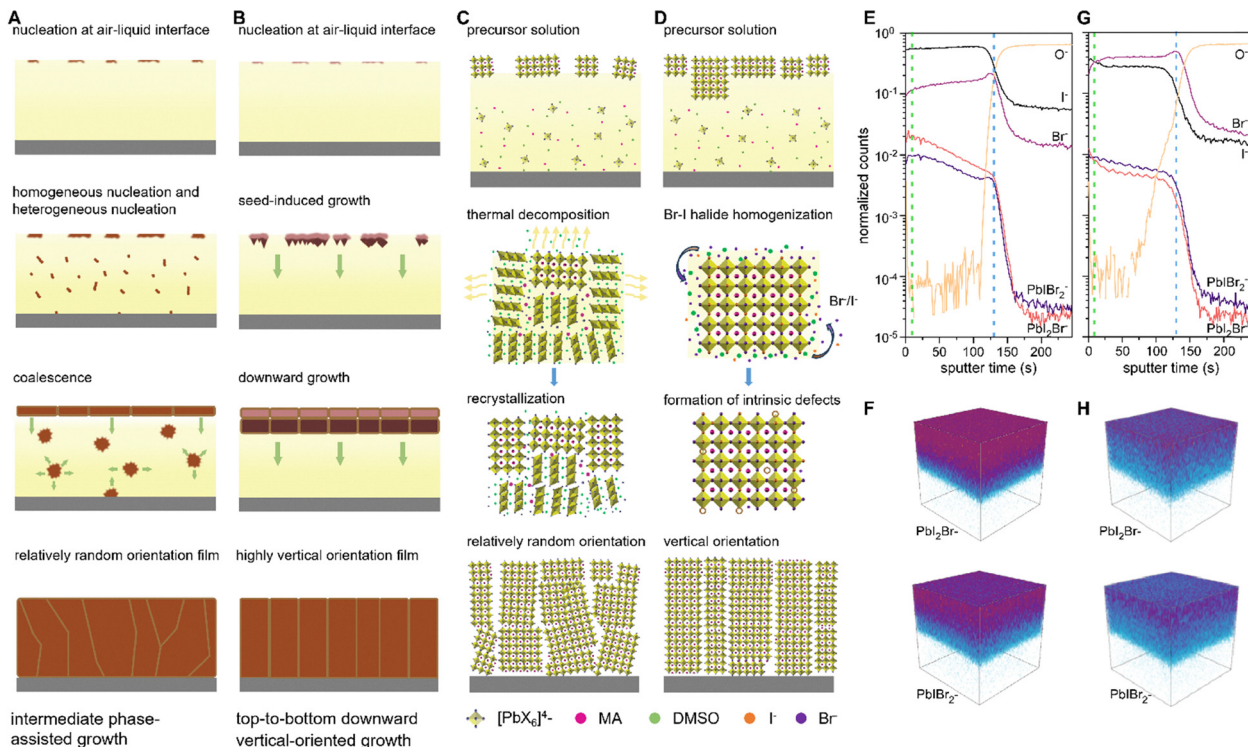 A
nucleation at air-liquid interface
homogeneous nucleation and
heterogeneous nucleation
coalescence
relatively random orientation film
intermediate phase-
assisted growth
B
nucleation at air-liquid interface
seed-induced growth
downward growth
highly vertical orientation film
top-to-bottom downward
vertical-oriented growth
C
precursor solution
thermal decomposition
recrystallization
relatively random orientation
D
precursor solution
Br-I halide homogenization
Br⁻/I⁻
formation of intrinsic defects
vertical orientation
[PbX₆]⁴-
MA
DMSO
I⁻
Br⁻
E
normalized counts
10⁰
10⁻¹
10⁻²
10⁻³
10⁻⁴
10⁻⁵
O⁻
I⁻
Br⁻
PbIBr₂⁻
PbI₂Br⁻
0 50 100 150 200
sputter time (s)
G
O⁻
Br⁻
I⁻
PbIBr₂⁻
PbI₂Br⁻
0 50 100 150 200
sputter time (s)
F
PbI₂Br-
PbIBr₂-
H
PbI₂Br-
PbIBr₂-